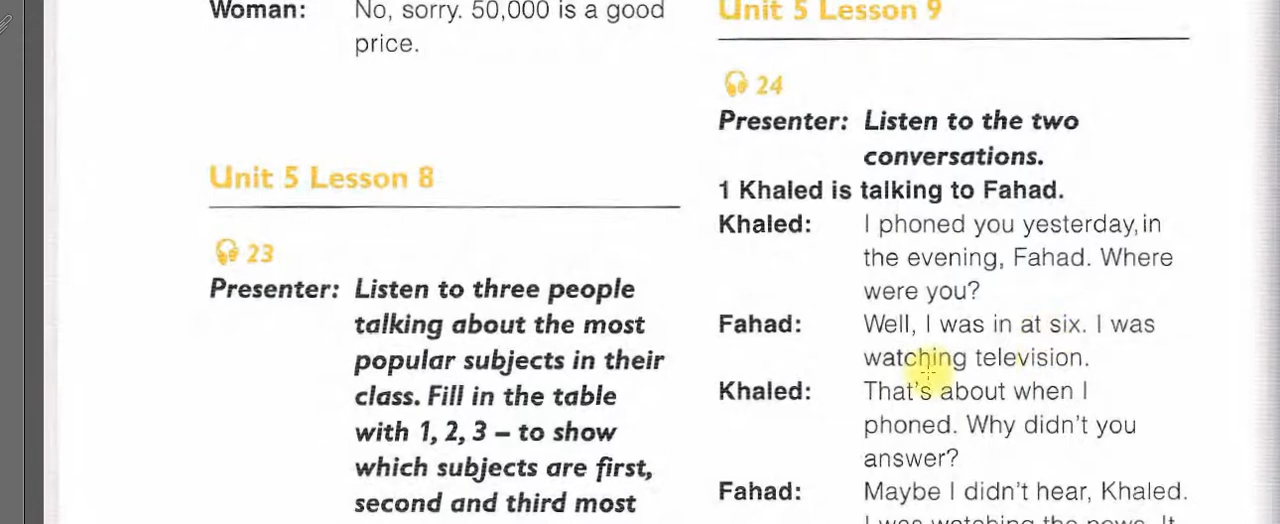 Woman: No, sorry. 50,000 is a good
price.
Unit 5 Lesson 8
23
Presenter: Listen to three people
talking about the most
popular subjects in their
class. Fill in the table
with 1, 2, 3 – to show
which subjects are first,
second and third most
Unit 5 Lesson 9
24
Presenter: Listen to the two
conversations.
1 Khaled is talking to Fahad.
Khaled: I phoned you yesterday, in
the evening, Fahad. Where
were you?
Fahad: Well, I was in at six. I was
watching television.
Khaled: That's about when I
phoned. Why didn't you
answer?
Fahad: Maybe I didn't hear, Khaled.
I was watching the news. It